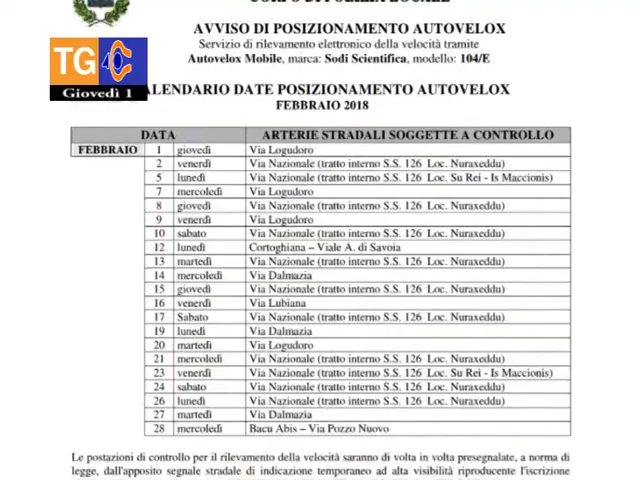 AVVISO DI POSIZIONAMENTO AUTOVELOX
Servizio di rilevamento elettronico della velocità tramite
Autovelox Mobile, marca: Sodi Scientifica, modello: 104/E
TG4C
Giovedì 1
ALENDARIO DATE POSIZIONAMENTO AUTOVELOX
FEBBRAIO 2018
DATA ARTERIE STRADALI SOGGETTE A CONTROLLO
FEBBRAIO 1 giovedì Via Logudoro
2 venerdì Via Nazionale (tratto interno S.S. 126 Loc. Nuraxeddu)
5 lunedì Via Nazionale (tratto interno S.S. 126 Loc. Su Rei - Is Maccionis)
7 mercoledì Via Logudoro
8 giovedì Via Nazionale (tratto interno S.S. 126 Loc. Nuraxeddu)
9 venerdì Via Logudoro
10 sabato Via Nazionale (tratto interno S.S. 126 Loc. Nuraxeddu)
12 lunedì Cortoghiana – Viale A. di Savoia
13 martedì Via Nazionale (tratto interno S.S. 126 Loc. Nuraxeddu)
14 mercoledì Via Dalmazia
15 giovedì Via Nazionale (tratto interno S.S. 126 Loc. Nuraxeddu)
16 venerdì Via Lubiana
17 Sabato Via Nazionale (tratto interno S.S. 126 Loc. Nuraxeddu)
19 lunedì Via Dalmazia
20 martedì Via Logudoro
21 mercoledì Via Nazionale (tratto interno S.S. 126 Loc. Nuraxeddu)
23 venerdì Via Nazionale (tratto interno S.S. 126 Loc. Su Rei - Is Maccionis)
24 sabato Via Nazionale (tratto interno S.S. 126 Loc. Nuraxeddu)
26 lunedì Via Nazionale (tratto interno S.S. 126 Loc. Nuraxeddu)
27 martedì Via Dalmazia
28 mercoledì Bacu Abis – Via Pozzo Nuovo
Le postazioni di controllo per il rilevamento della velocità saranno di volta in volta presegnalate, a norma di
legge, dall'apposito segnale stradale di indicazione temporaneo ad alta visibilità riproducente l'iscrizione